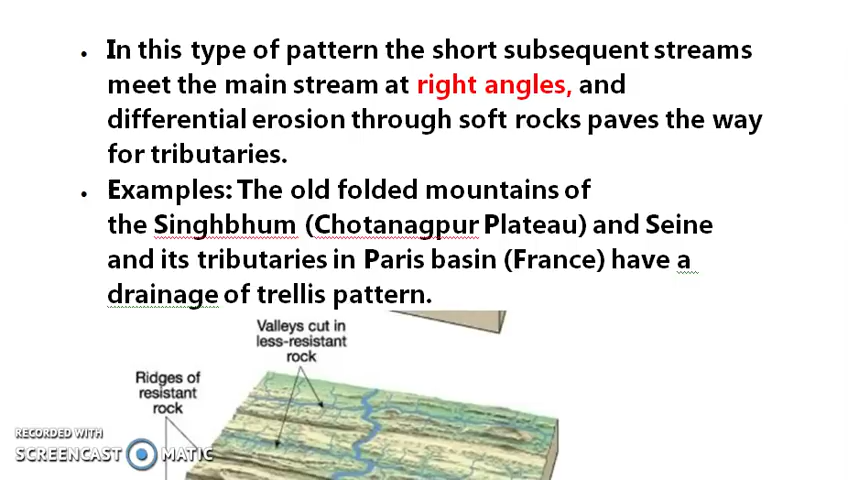 • In this type of pattern the short subsequent streams
meet the main stream at right angles, and
differential erosion through soft rocks paves the way
for tributaries.
• Examples: The old folded mountains of
the Singhbhum (Chotanagpur Plateau) and Seine
and its tributaries in Paris basin (France) have a
drainage of trellis pattern.
Valleys cut in
less-resistant
rock
Ridges of
resistant
rock
RECORDED WITH
SCREENCAST MATIC